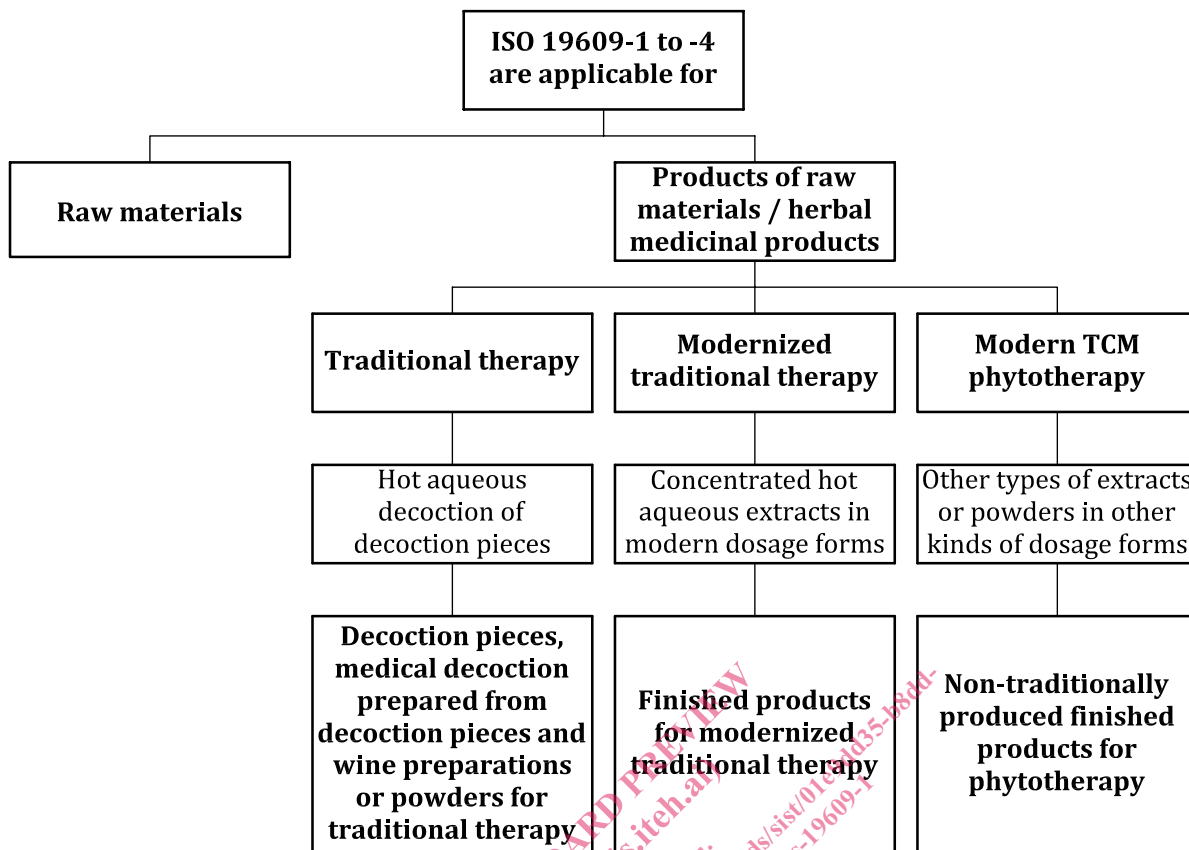 ISO 19609-1 to -4
are applicable for
Raw materials
Products of raw
materials / herbal
medicinal products
Traditional therapy
Modernized
traditional therapy
Modern TCM
phytotherapy
Hot aqueous
decoction of
decoction pieces
Concentrated hot
aqueous extracts in
modern dosage forms
Other types of extracts
or powders in other
kinds of dosage forms
Decoction pieces,
medical decoction
prepared from
decoction pieces and
wine preparations
or powders for
traditional therapy
Finished products
for modernized
traditional therapy
Non-traditionally
produced finished
products for
phytotherapy
PREVIEW